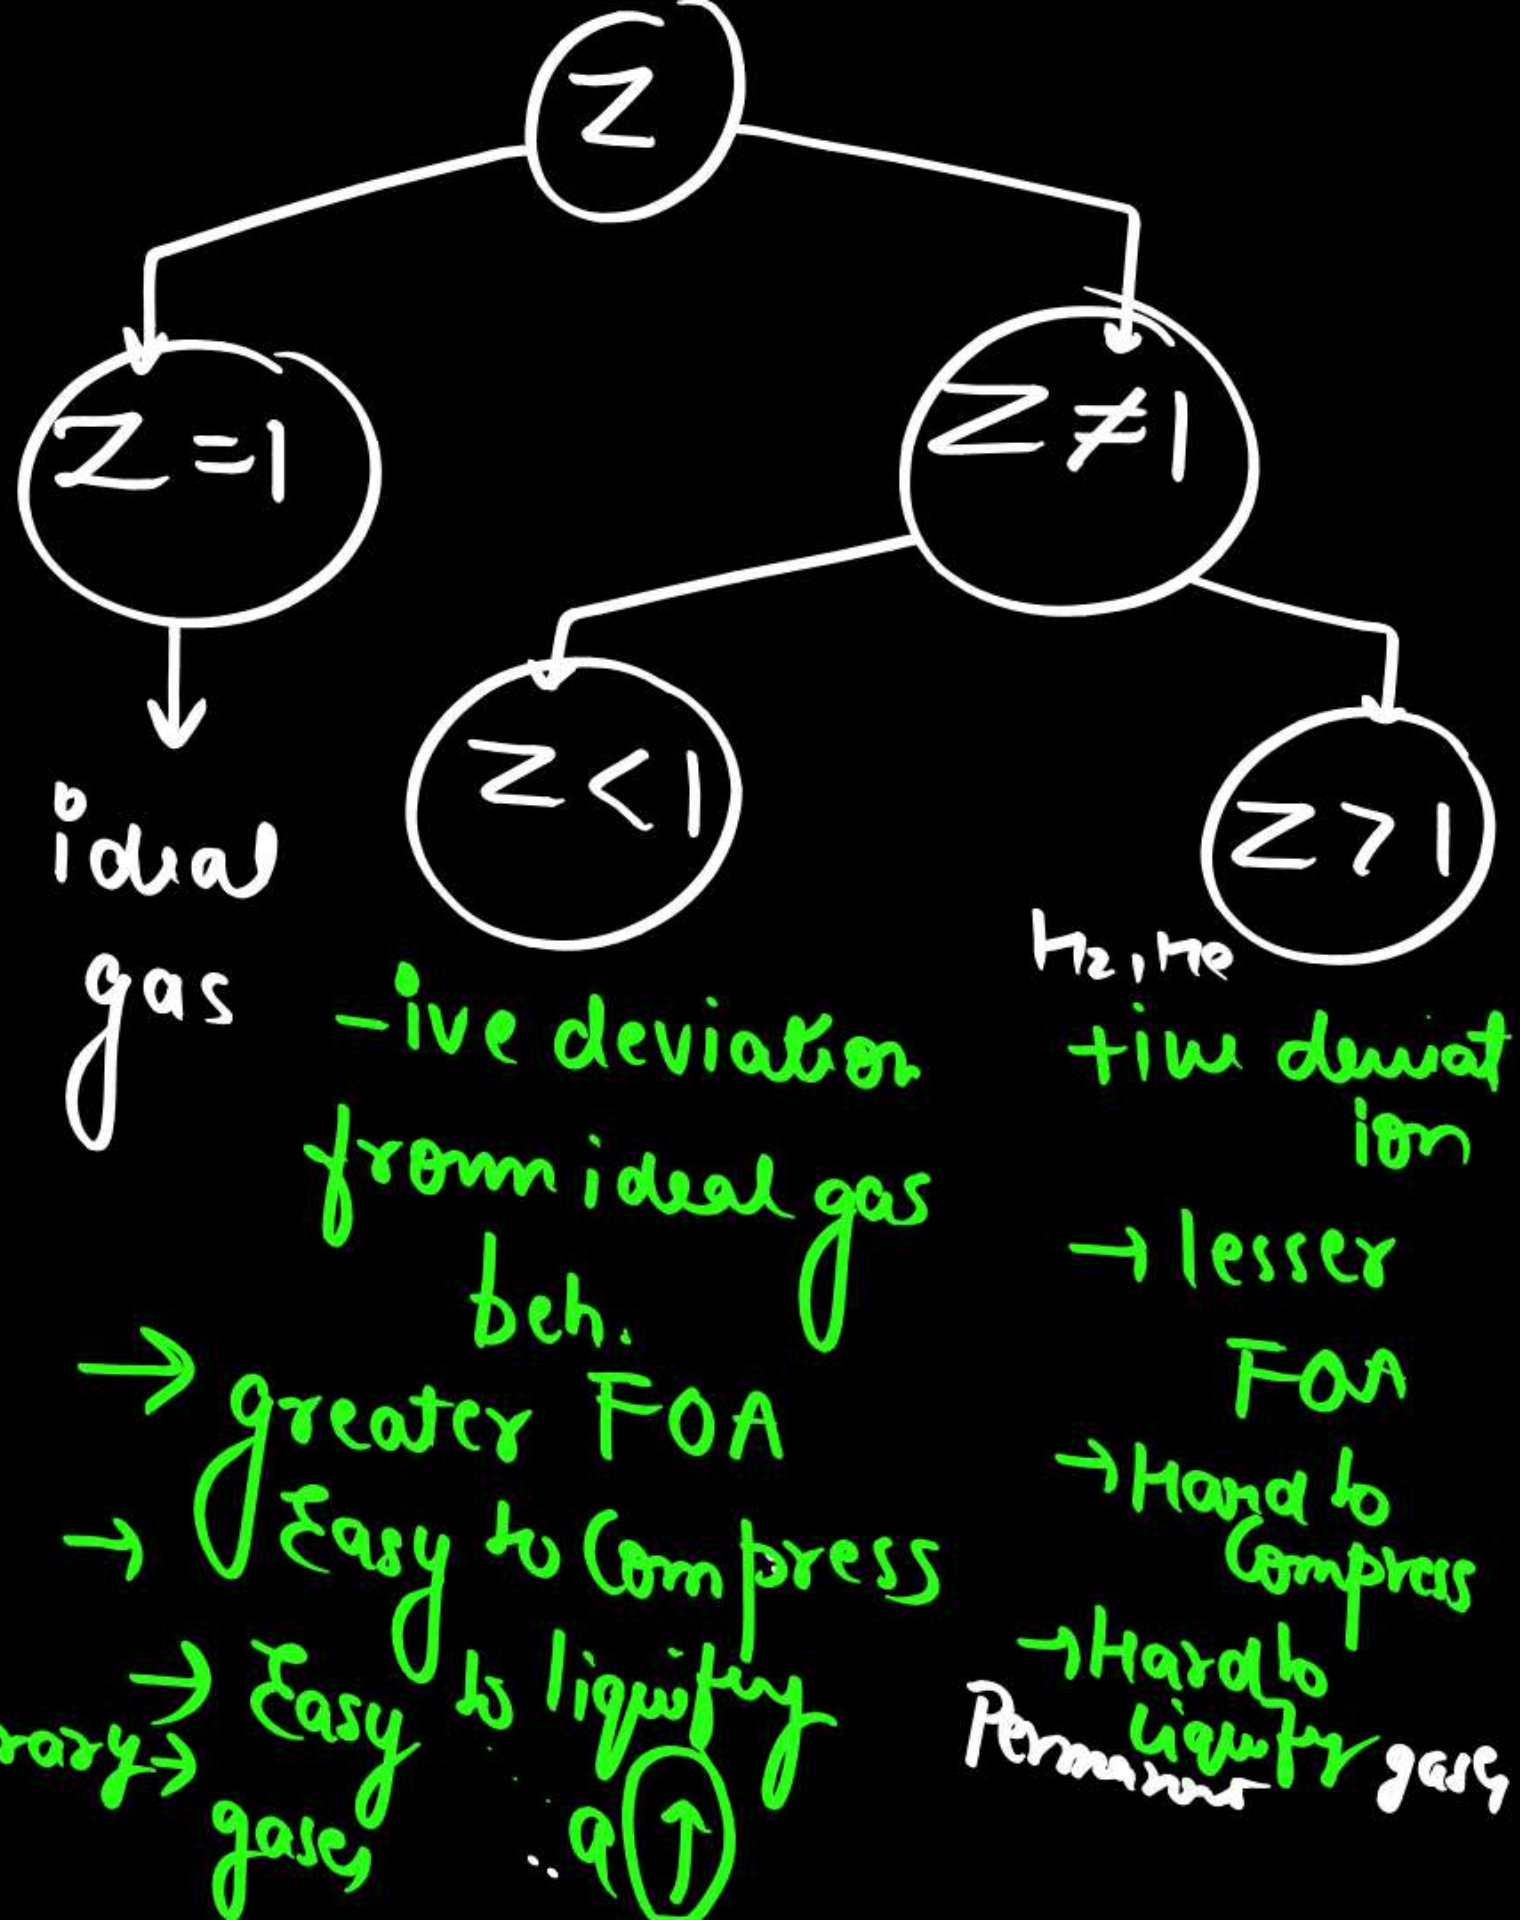 Z
Z=1
Z≠1
Z<1
Z>1
ideal
gas
-ive deviation
from ideal gas
beh.
→ greater FOA
→ Easy to Compress
→ Easy to liquify
rary→
gases
a ↑
H2, He
+ive deviat
ion
→ lesser
FOA
→ Hard to
Compress
→ Hard to
liquify
Permanent gases